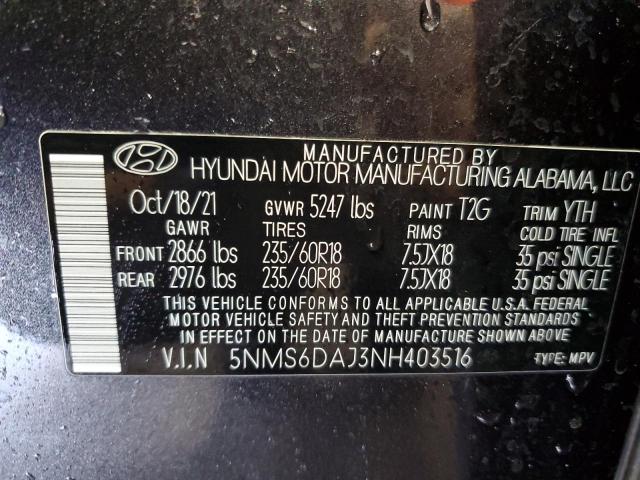 MANUFACTURED BY
HYUNDAI MOTOR MANUFACTURING ALABAMA, LLC
Oct/18/21 GVWR 5247 lbs PAINT T2G TRIM YTH
GAWR TIRES RIMS COLD TIRE INFL
FRONT 2866 lbs 235/60R18 7.5JX18 35 psi SINGLE
REAR 2976 lbs 235/60R18 7.5JX18 35 psi SINGLE
THIS VEHICLE CONFORMS TO ALL APPLICABLE U.S.A. FEDERAL
MOTOR VEHICLE SAFETY AND THEFT PREVENTION STANDARDS
IN EFFECT ON THE DATE OF MANUFACTURE SHOWN ABOVE.
V.I.N 5NMS6DAJ3NH403516 TYPE: MPV